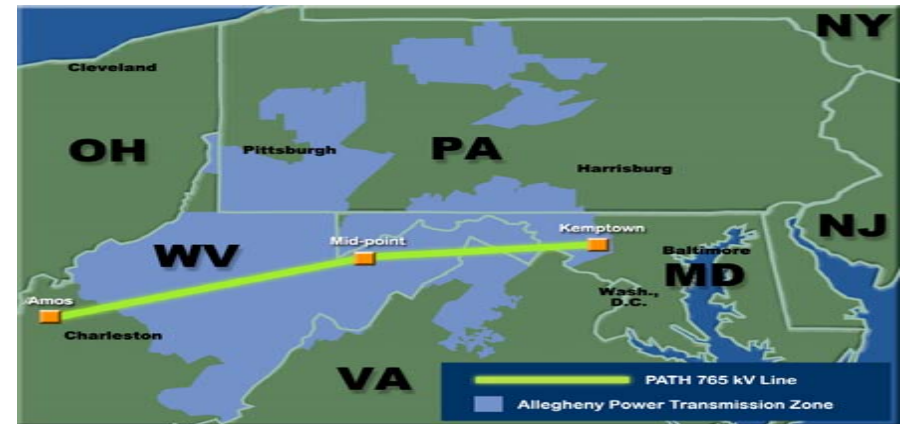 NY
Cleveland
OH
Pittsburgh
PA
Harrisburg
NJ
WV
Mid-point
Kemptown
Baltimore
MD
Wash.,
D.C.
Amos
Charleston
VA
PATH 765 kV Line
Allegheny Power Transmission Zone